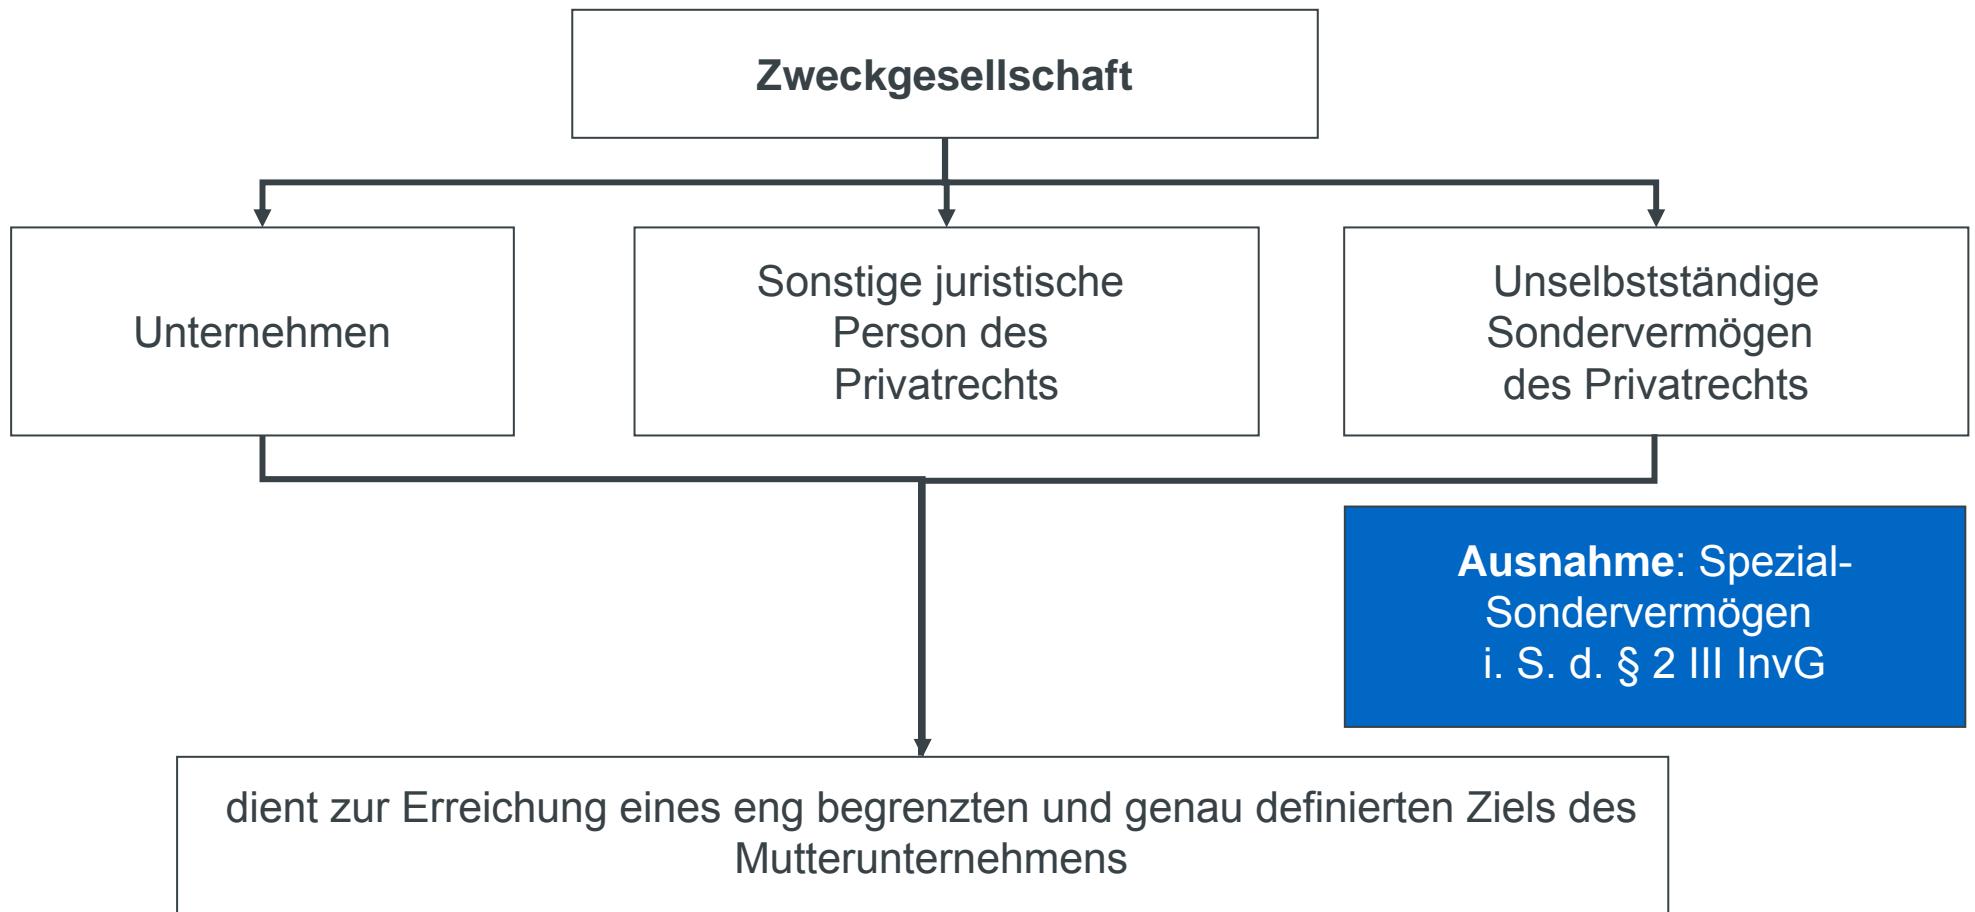 Zweckgesellschaft
Unternehmen
Sonstige juristische
Person des
Privatrechts
Unselbstständige
Sondervermögen
des Privatrechts
Ausnahme: Spezial-
Sondervermögen
i. S. d. § 2 III InvG
dient zur Erreichung eines eng begrenzten und genau definierten Ziels des
Mutterunternehmens